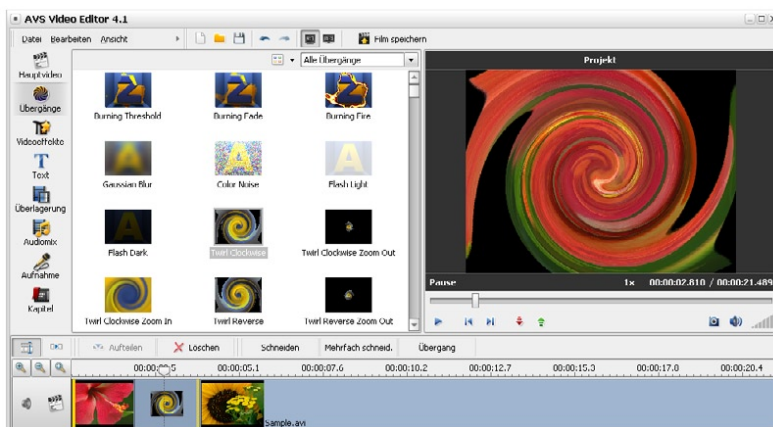 AVS Video Editor 4.1
Datei Bearbeiten Ansicht Film speichern
Hauptvideo
Übergänge
Videoeffekte
Text
Überlagerung
Audiomix
Aufnahme
Kapitel
Alle Übergänge
Burning Threshold Burning Fade Burning Fire
Gaussian Blur Color Noise Flash Light
Flash Dark Twirl Clockwise Twirl Clockwise Zoom Out
Twirl Clockwise Zoom In Twirl Reverse Twirl Reverse Zoom Out
Projekt
Pause 1x 00:00:02.810 / 00:00:21.489
Aufteilen Löschen Schneiden Mehrfach schneid. Übergang
00:00:05.1 00:00:07.6 00:00:10.2 00:00:12.7 00:00:15.3 00:00:17.8 00:00:20.4
Sample.avi